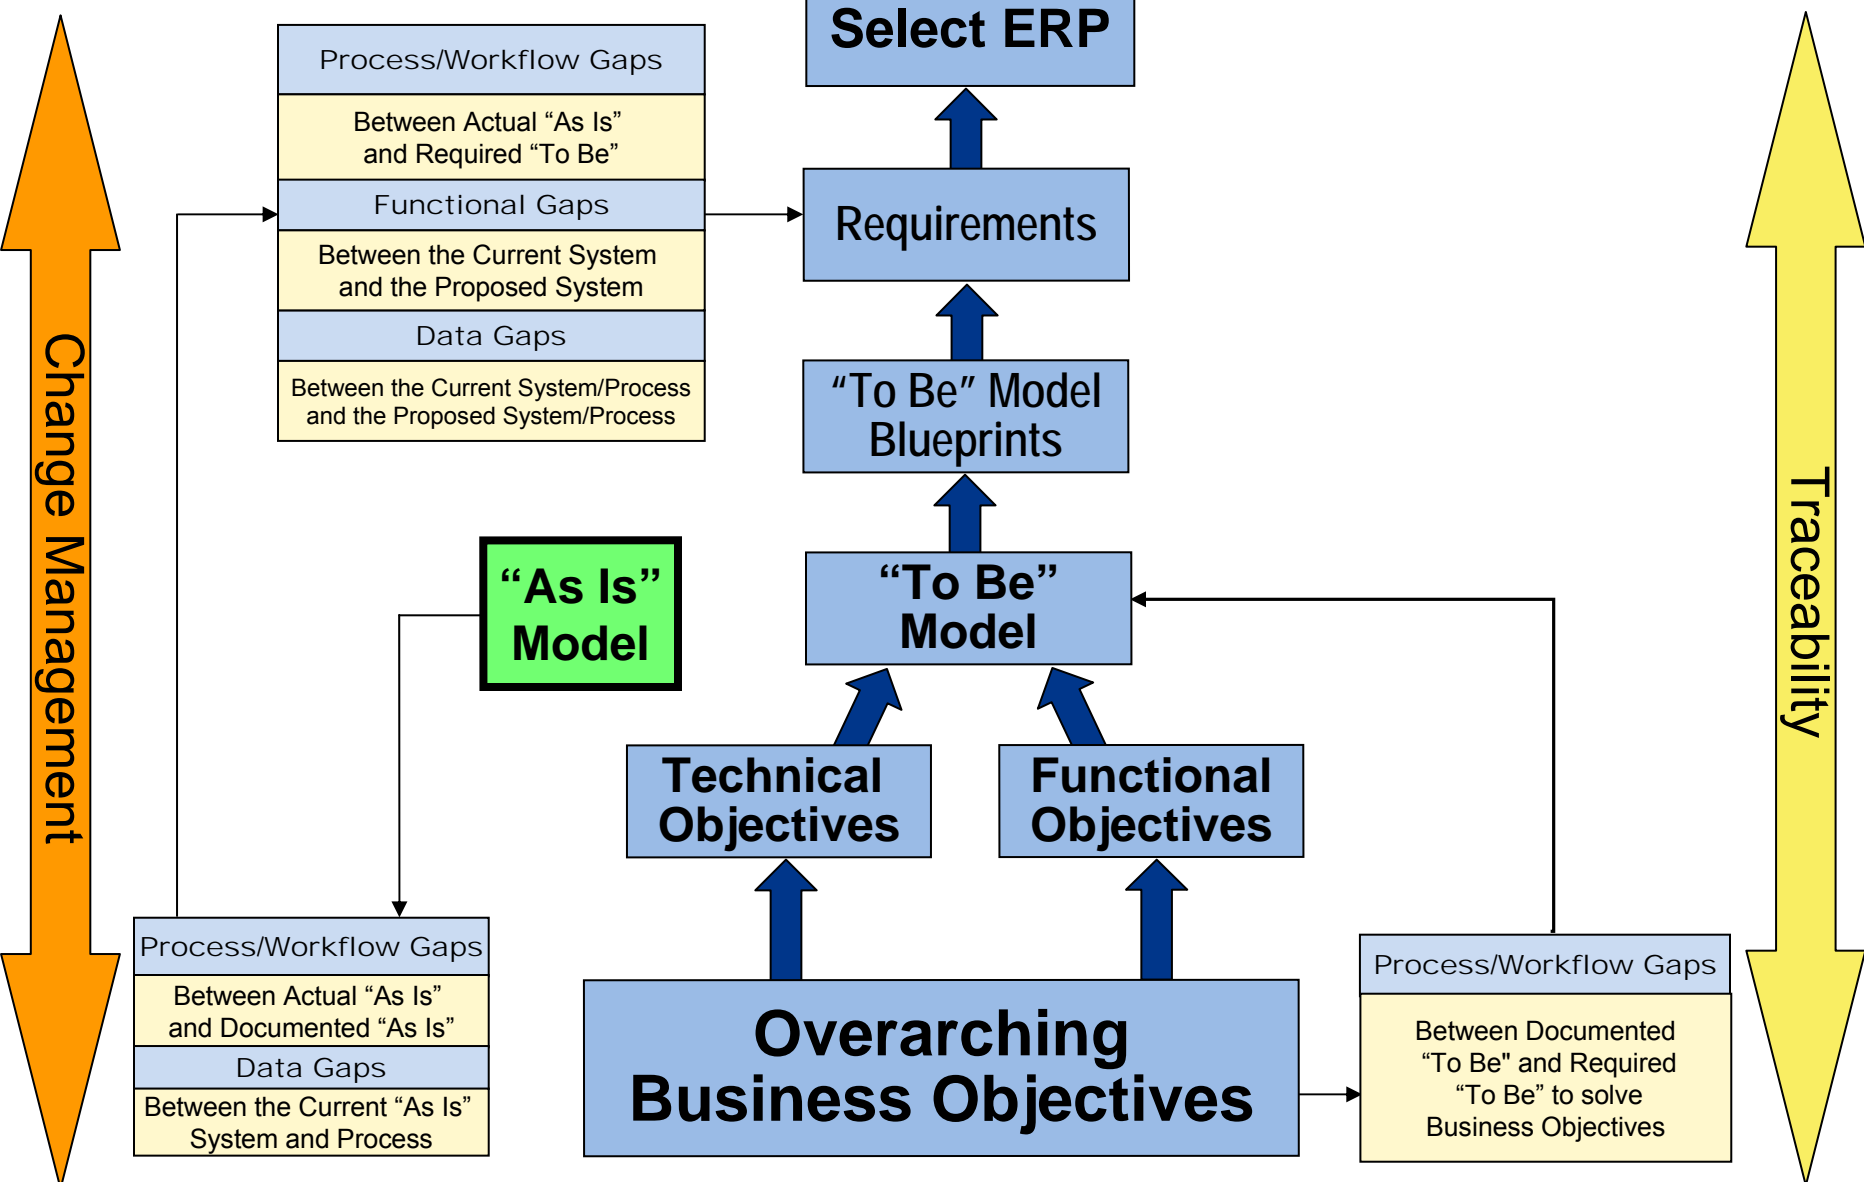 Select ERP
Process/Workflow Gaps
Between Actual “As Is”
and Required “To Be”
Functional Gaps
Between the Current System
and the Proposed System
Data Gaps
Between the Current System/Process
and the Proposed System/Process
Requirements
“To Be” Model
Blueprints
Change Management
Traceability
“As Is”
Model
“To Be”
Model
Technical
Objectives
Functional
Objectives
Process/Workflow Gaps
Between Actual “As Is”
and Documented “As Is”
Data Gaps
Between the Current “As Is”
System and Process
Overarching
Business Objectives
Process/Workflow Gaps
Between Documented
“To Be" and Required
“To Be” to solve
Business Objectives